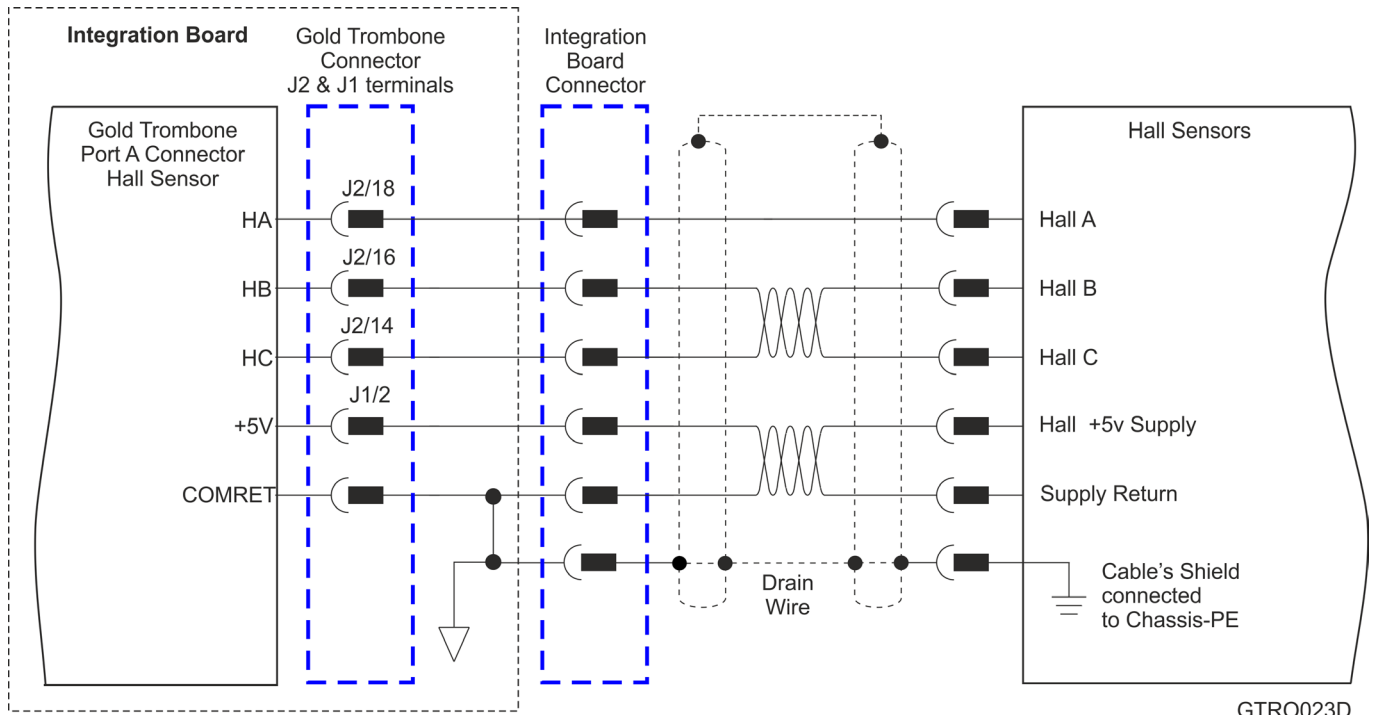 Integration Board
Gold Trombone
Connector
J2 & J1 terminals
Integration
Board
Connector
Gold Trombone
Port A Connector
Hall Sensor
Hall Sensors
J2/18
HA
Hall A
J2/16
HB
Hall B
J2/14
HC
Hall C
J1/2
+5V
Hall +5v Supply
COMRET
Supply Return
Drain
Wire
Cable's Shield
connected
to Chassis-PE
GTRO023D